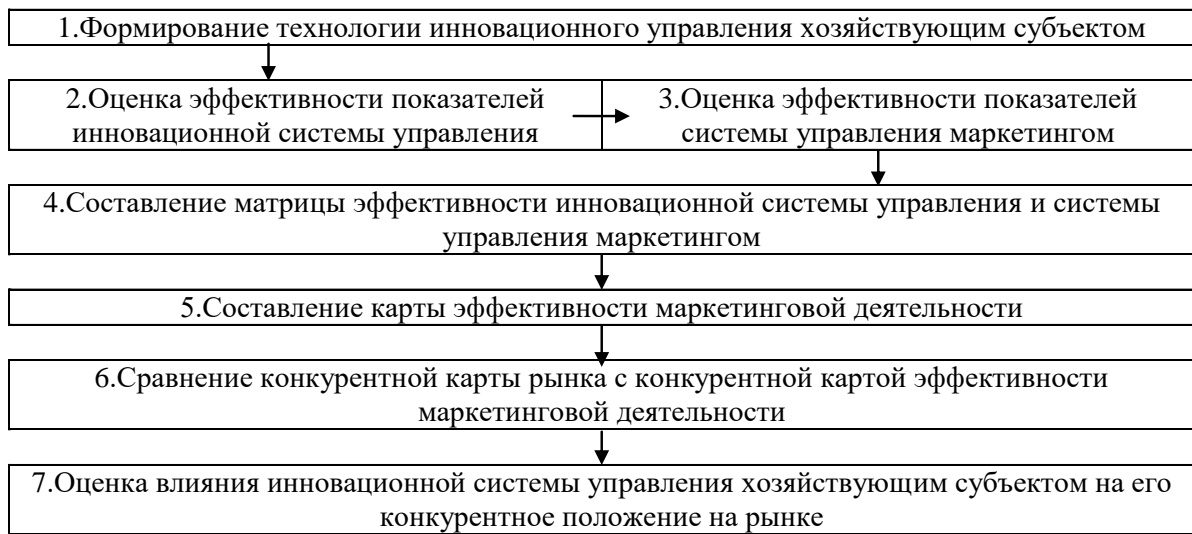 1.Формирование технологии инновационного управления хозяйствующим субъектом
2.Оценка эффективности показателей
инновационной системы управления
3.Оценка эффективности показателей
системы управления маркетингом
4.Составление матрицы эффективности инновационной системы управления и системы
управления маркетингом
5.Составление карты эффективности маркетинговой деятельности
6.Сравнение конкурентной карты рынка с конкурентной картой эффективности
маркетинговой деятельности
7.Оценка влияния инновационной системы управления хозяйствующим субъектом на его
конкурентное положение на рынке